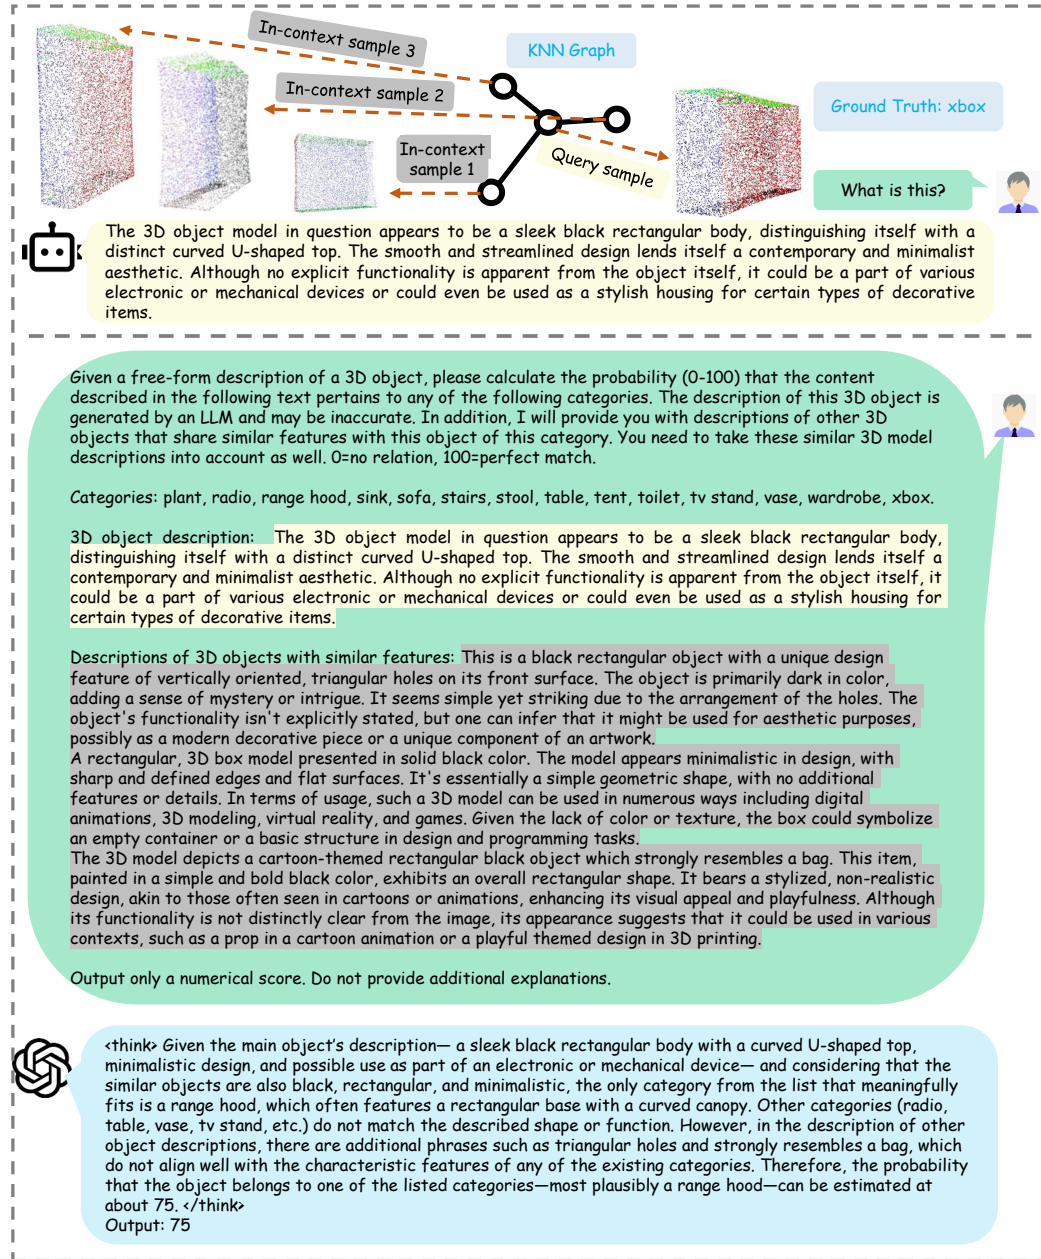 In-context sample 3
KNN Graph
In-context sample 2
Ground Truth: xbox
In-context
sample 1
Query sample
What is this?
The 3D object model in question appears to be a sleek black rectangular body, distinguishing itself with a
distinct curved U-shaped top. The smooth and streamlined design lends itself a contemporary and minimalist
aesthetic. Although no explicit functionality is apparent from the object itself, it could be a part of various
electronic or mechanical devices or could even be used as a stylish housing for certain types of decorative
items.
Given a free-form description of a 3D object, please calculate the probability (0-100) that the content
described in the following text pertains to any of the following categories. The description of this 3D object is
generated by an LLM and may be inaccurate. In addition, I will provide you with descriptions of other 3D
objects that share similar features with this object of this category. You need to take these similar 3D model
descriptions into account as well. 0=no relation, 100=perfect match.
Categories: plant, radio, range hood, sink, sofa, stairs, stool, table, tent, toilet, tv stand, vase, wardrobe, xbox.
3D object description: The 3D object model in question appears to be a sleek black rectangular body,
distinguishing itself with a distinct curved U-shaped top. The smooth and streamlined design lends itself a
contemporary and minimalist aesthetic. Although no explicit functionality is apparent from the object itself, it
could be a part of various electronic or mechanical devices or could even be used as a stylish housing for
certain types of decorative items.
Descriptions of 3D objects with similar features: This is a black rectangular object with a unique design
feature of vertically oriented, triangular holes on its front surface. The object is primarily dark in color,
adding a sense of mystery or intrigue. It seems simple yet striking due to the arrangement of the holes. The
object's functionality isn't explicitly stated, but one can infer that it might be used for aesthetic purposes,
possibly as a modern decorative piece or a unique component of an artwork.
A rectangular, 3D box model presented in solid black color. The model appears minimalistic in design, with
sharp and defined edges and flat surfaces. It's essentially a simple geometric shape, with no additional
features or details. In terms of usage, such a 3D model can be used in numerous ways including digital
animations, 3D modeling, virtual reality, and games. Given the lack of color or texture, the box could symbolize
an empty container or a basic structure in design and programming tasks.
The 3D model depicts a cartoon-themed rectangular black object which strongly resembles a bag. This item,
painted in a simple and bold black color, exhibits an overall rectangular shape. It bears a stylized, non-realistic
design, akin to those often seen in cartoons or animations, enhancing its visual appeal and playfulness. Although
its functionality is not distinctly clear from the image, its appearance suggests that it could be used in various
contexts, such as a prop in a cartoon animation or a playful themed design in 3D printing.
Output only a numerical score. Do not provide additional explanations.
<think> Given the main object's description— a sleek black rectangular body with a curved U-shaped top,
minimalistic design, and possible use as part of an electronic or mechanical device— and considering that the
similar objects are also black, rectangular, and minimalistic, the only category from the list that meaningfully
fits is a range hood, which often features a rectangular base with a curved canopy. Other categories (radio,
table, vase, tv stand, etc.) do not match the described shape or function. However, in the description of other
object descriptions, there are additional phrases such as triangular holes and strongly resembles a bag, which
do not align well with the characteristic features of any of the existing categories. Therefore, the probability
that the object belongs to one of the listed categories—most plausibly a range hood—can be estimated at
about 75. </think>
Output: 75